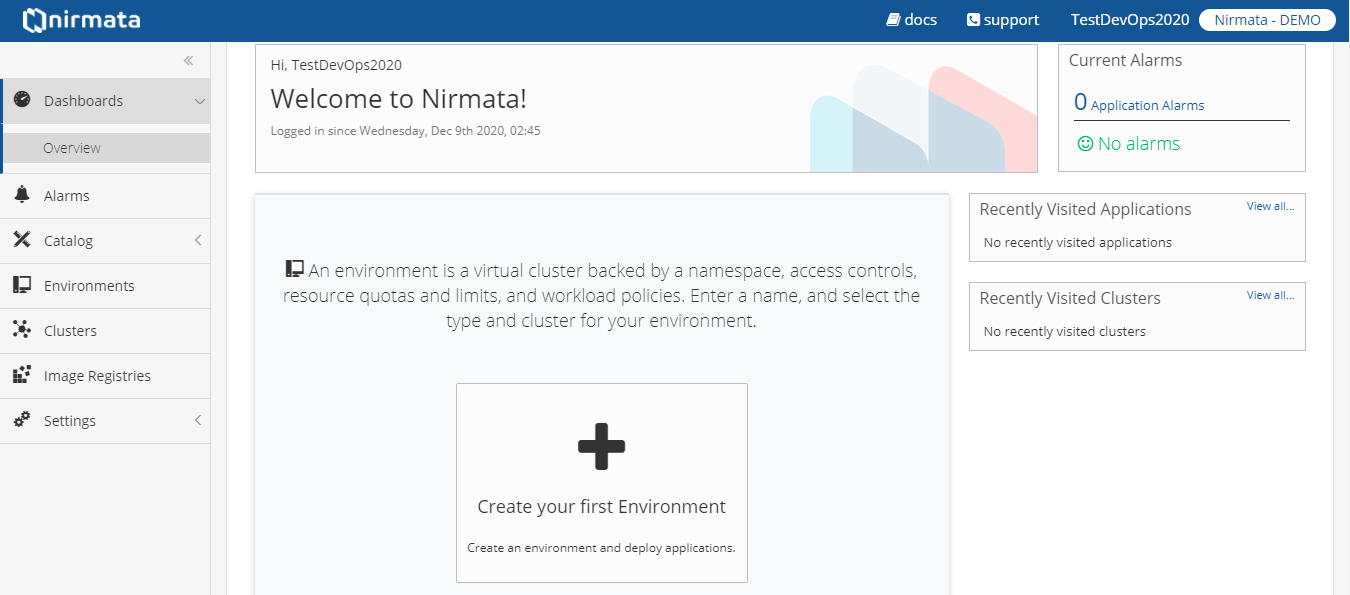 nirmata
docs
support
TestDevOps2020
Nirmata - DEMO
Dashboards
Overview
Alarms
Catalog
Environments
Clusters
Image Registries
Settings
Hi, TestDevOps2020
Welcome to Nirmata!
Logged in since Wednesday, Dec 9th 2020, 02:45
Current Alarms
0 Application Alarms
No alarms
An environment is a virtual cluster backed by a namespace, access controls,
resource quotas and limits, and workload policies. Enter a name, and select the
type and cluster for your environment.
Create your first Environment
Create an environment and deploy applications.
Recently Visited Applications
View all...
No recently visited applications
Recently Visited Clusters
View all...
No recently visited clusters